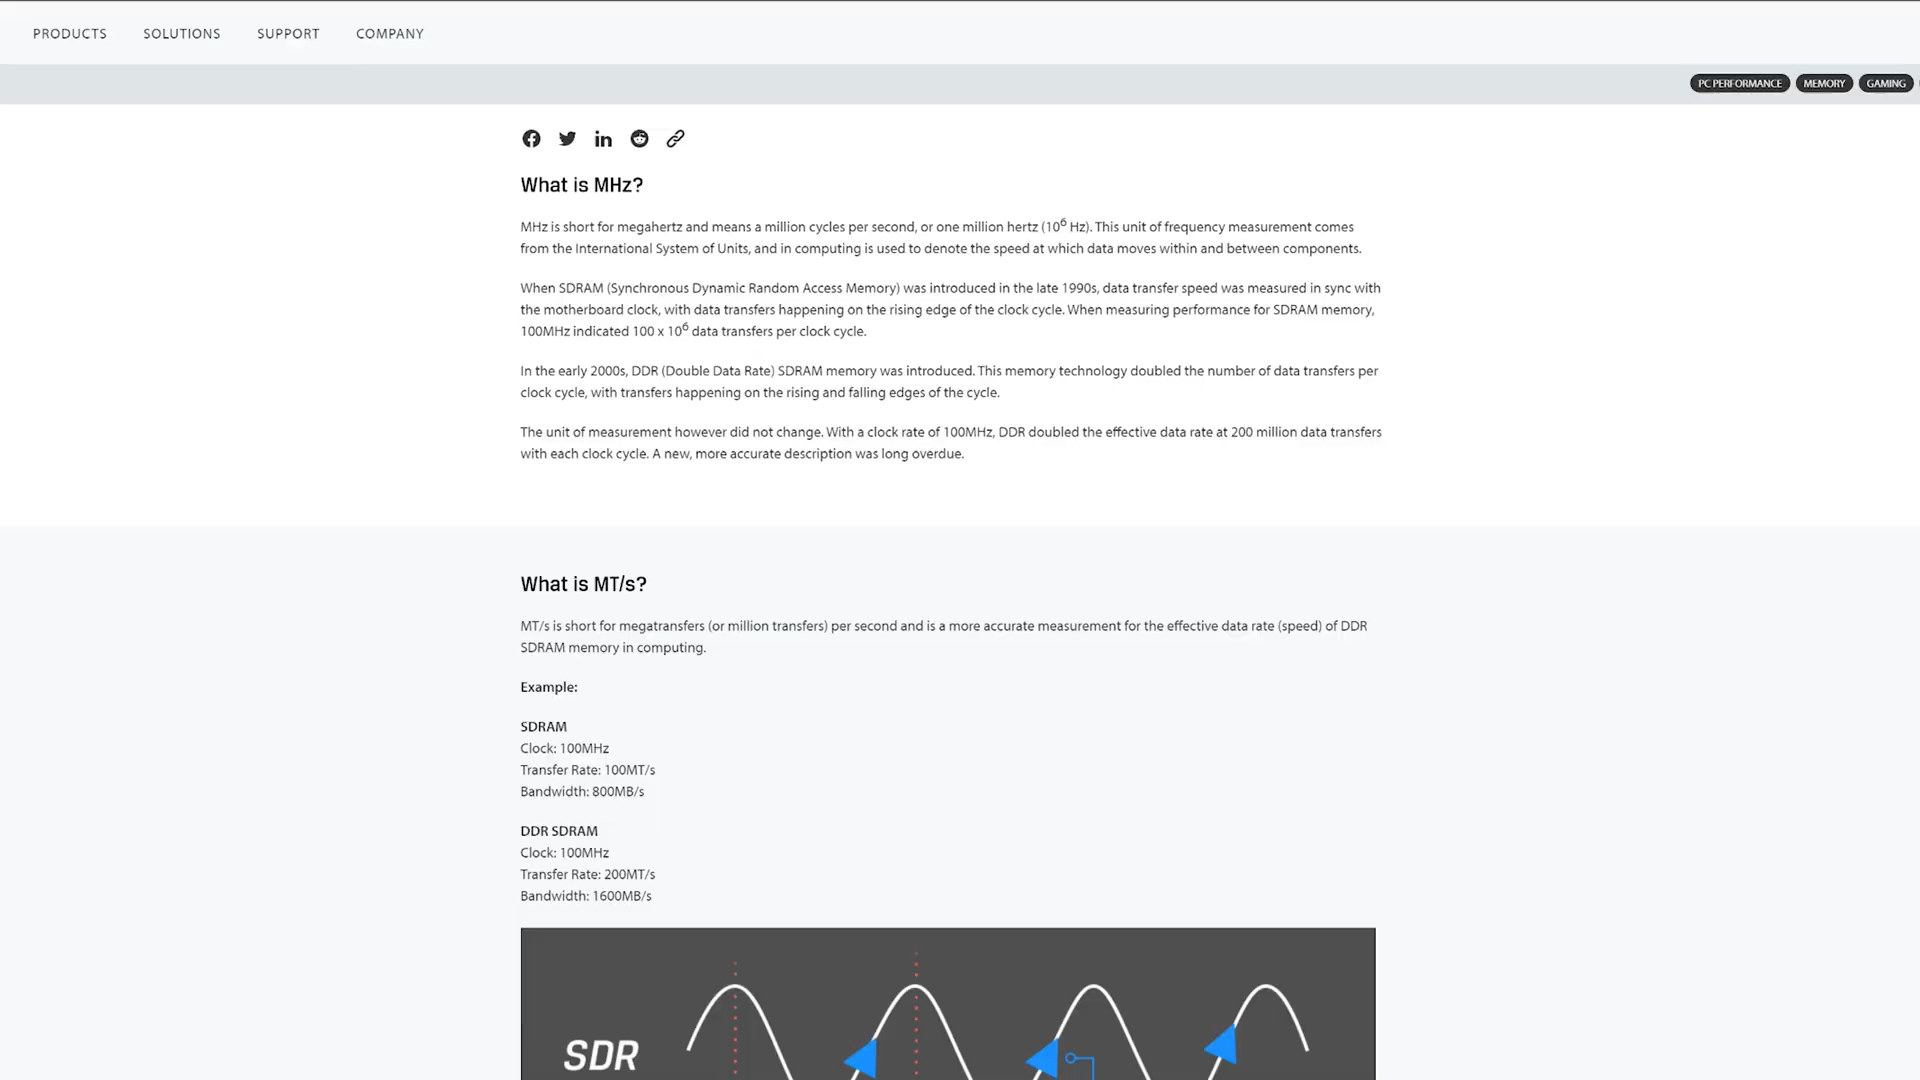 PRODUCTS SOLUTIONS SUPPORT COMPANY
PC PERFORMANCE MEMORY GAMING
What is MHz?
MHz is short for megahertz and means a million cycles per second, or one million hertz (10⁶ Hz). This unit of frequency measurement comes
from the International System of Units, and in computing is used to denote the speed at which data moves within and between components.
When SDRAM (Synchronous Dynamic Random Access Memory) was introduced in the late 1990s, data transfer speed was measured in sync with
the motherboard clock, with data transfers happening on the rising edge of the clock cycle. When measuring performance for SDRAM memory,
100MHz indicated 100 x 10⁶ data transfers per clock cycle.
In the early 2000s, DDR (Double Data Rate) SDRAM memory was introduced. This memory technology doubled the number of data transfers per
clock cycle, with transfers happening on the rising and falling edges of the cycle.
The unit of measurement however did not change. With a clock rate of 100MHz, DDR doubled the effective data rate at 200 million data transfers
with each clock cycle. A new, more accurate description was long overdue.
What is MT/s?
MT/s is short for megatransfers (or million transfers) per second and is a more accurate measurement for the effective data rate (speed) of DDR
SDRAM memory in computing.
Example:
SDRAM
Clock: 100MHz
Transfer Rate: 100MT/s
Bandwidth: 800MB/s
DDR SDRAM
Clock: 100MHz
Transfer Rate: 200MT/s
Bandwidth: 1600MB/s
SDR